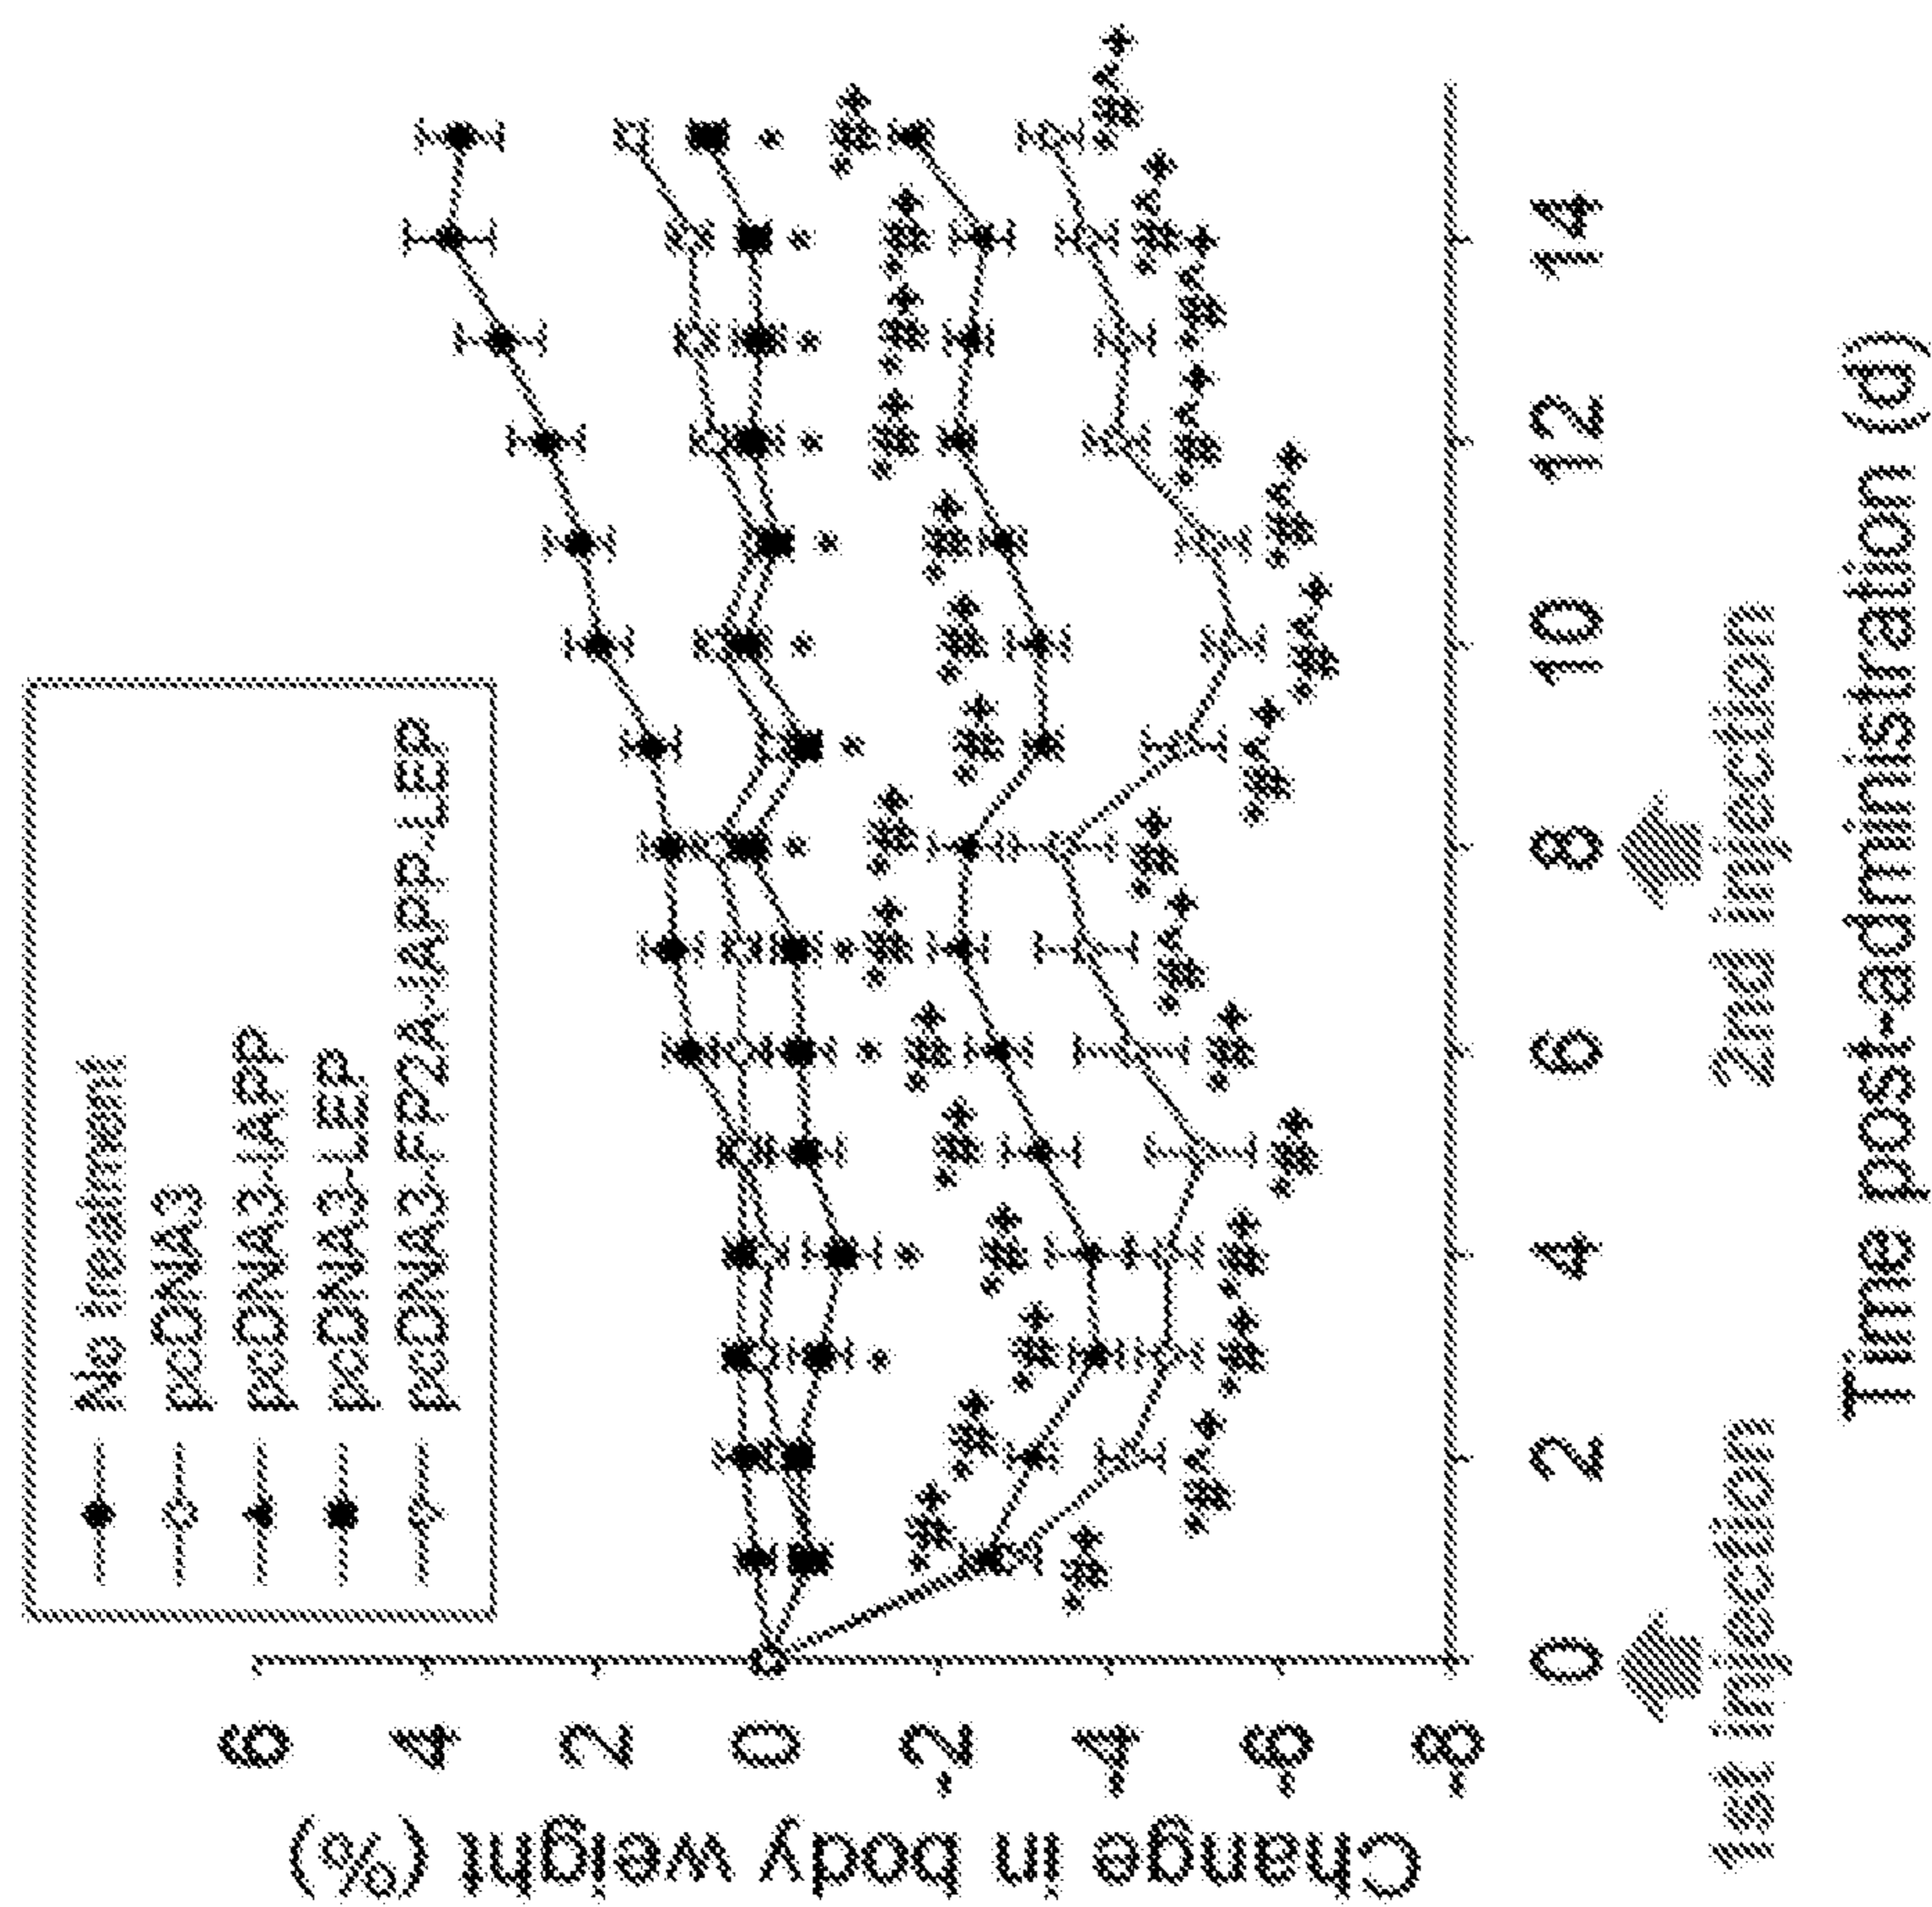 No treatment
pcDNA3
pcDNA3-IAPP
pcDNA3-LEP
pcDNA3-FP2A-IAPP-LEP
Change in body weight (%)
6
4
2
0
-2
-4
-6
-8
0 2 4 6 8 10 12 14
1st injection 2nd injection
Time post-administration (d)